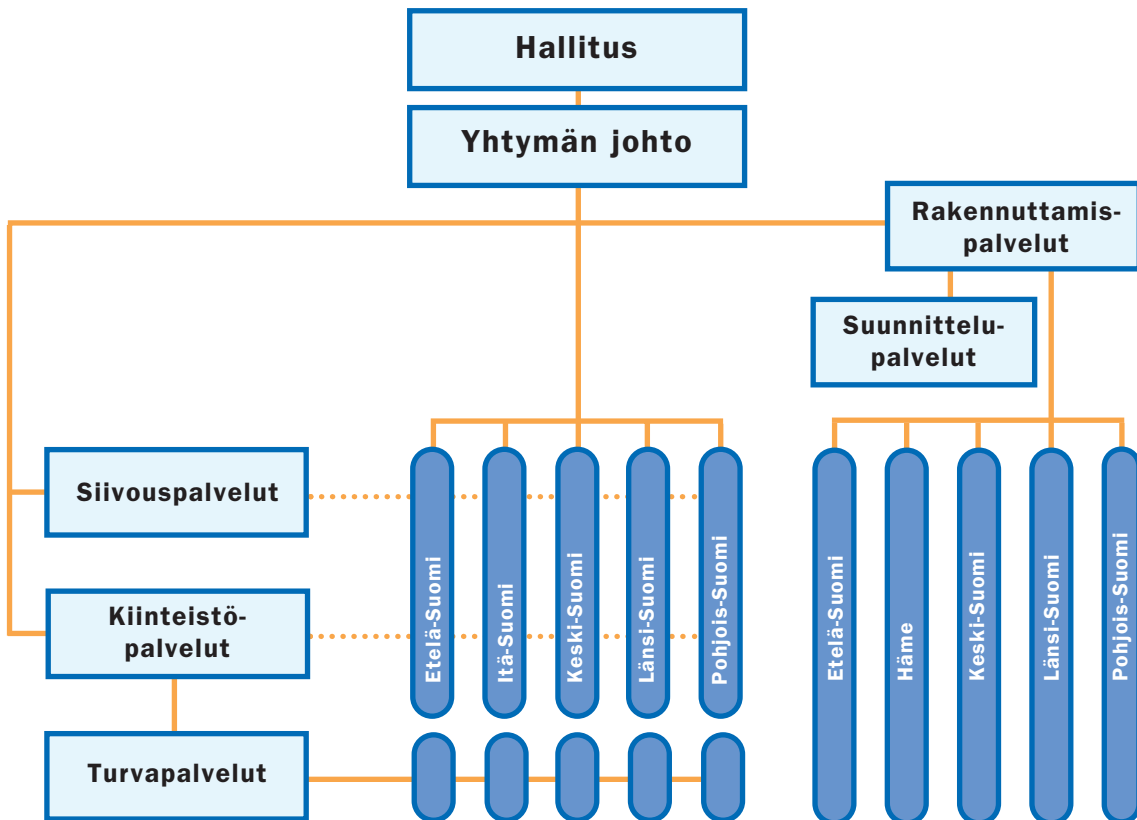 Hallitus
Yhtymän johto
Rakennuttamis-
palvelut
Suunnittelu-
palvelut
Siivouspalvelut
Kiinteistö-
palvelut
Turvapalvelut
Etelä-Suomi
Itä-Suomi
Keski-Suomi
Länsi-Suomi
Pohjois-Suomi
Etelä-Suomi
Häme
Keski-Suomi
Länsi-Suomi
Pohjois-Suomi